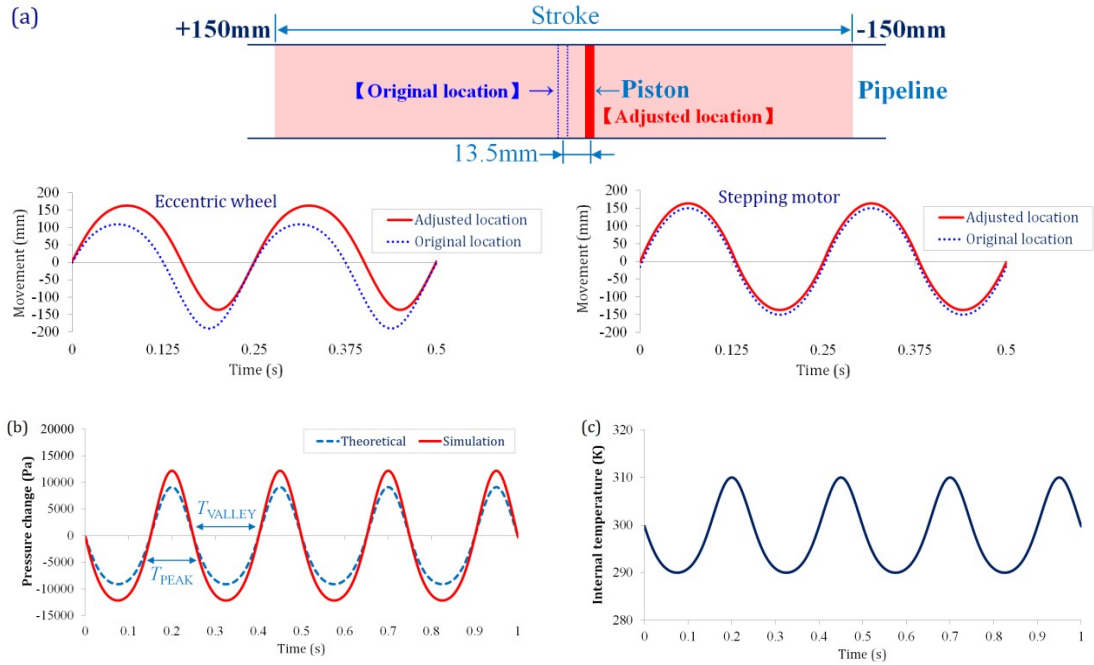 (a)
Stroke
+150mm
-150mm
【Original location】
Piston
Pipeline
【Adjusted location】
13.5mm
Eccentric wheel
Movement (mm)
200
150
100
50
0
-50
-100
-150
-200
Adjusted location
Original location
0
0.125
0.25
0.375
0.5
Time (s)
Stepping motor
Movement (mm)
200
150
100
50
0
-50
-100
-150
-200
Adjusted location
Original location
0
0.125
0.25
0.375
0.5
Time (s)
(b)
Pressure change (Pa)
20000
15000
10000
5000
0
-5000
-10000
-15000
Theoretical
Simulation
TVALLEY
TPEAK
0
0.1
0.2
0.3
0.4
0.5
0.6
0.7
0.8
0.9
1
Time (s)
(c)
Internal temperature (K)
320
310
300
290
280
0
0.1
0.2
0.3
0.4
0.5
0.6
0.7
0.8
0.9
1
Time (s)